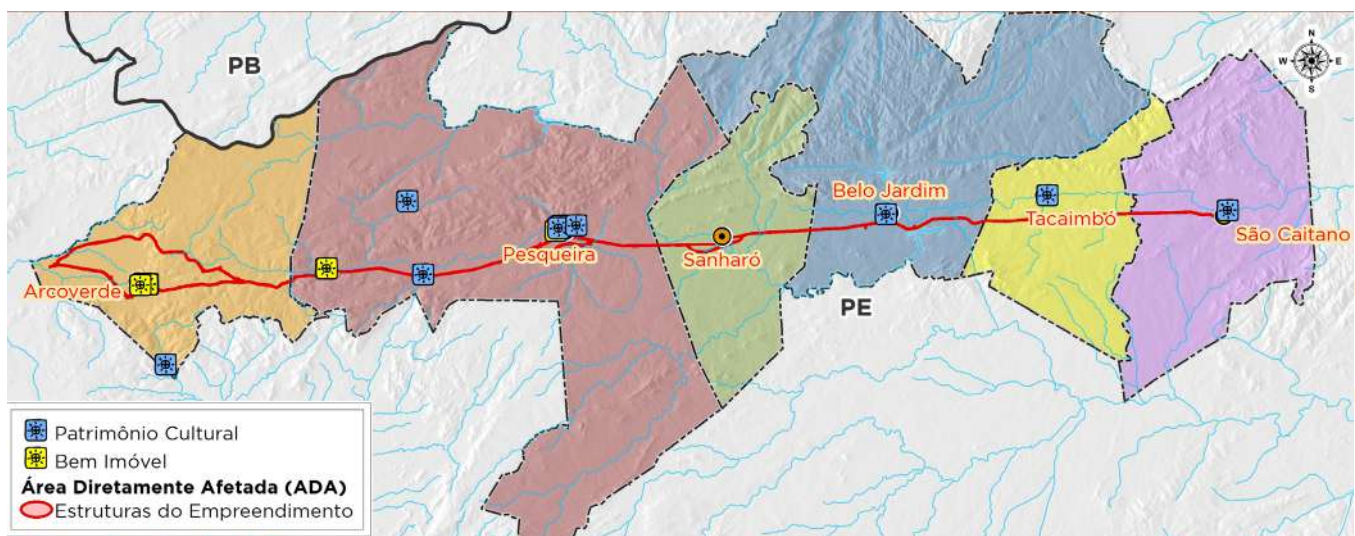 PB
N
W
E
S
Belo Jardim
Tacaimbó
São Caitano
Pesqueira
Sanharó
Arcoverde
PE
Patrimônio Cultural
Bem Imóvel
Área Diretamente Afetada (ADA)
Estruturas do Empreendimento